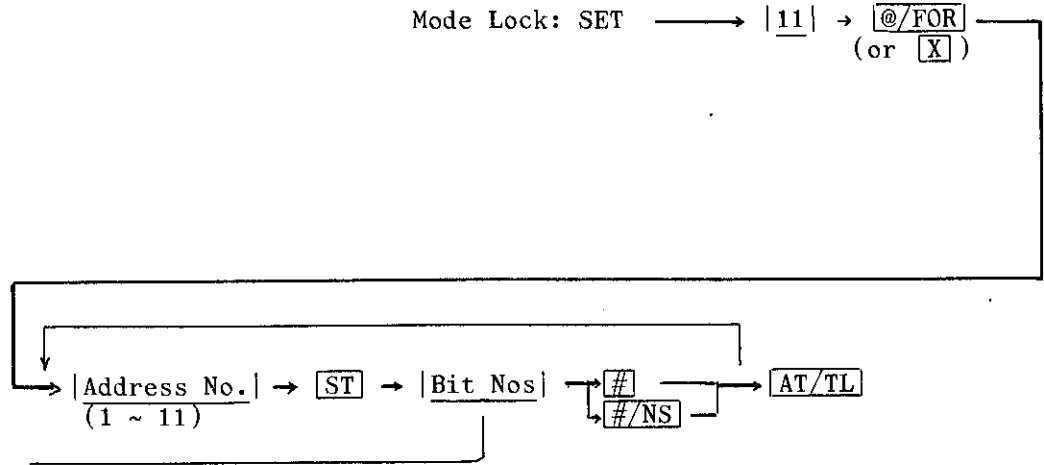 Mode Lock: SET → |11| → @/FOR
(or X)
|Address No.| → ST → |Bit Nos| → # → AT/TL
(1 ~ 11) #/NS